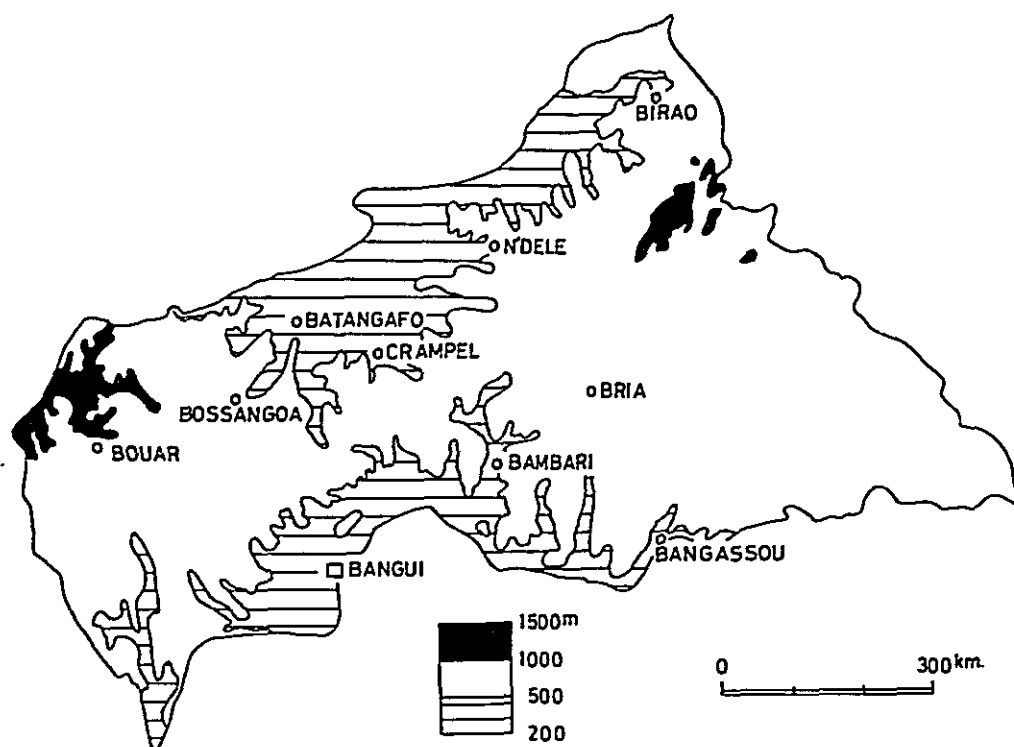 BIRAO
N'DELE
BATANGAFO
CRAMPEL
BOSSANGOA
BRIA
BOUAR
BAMBARI
BANGASSOU
BANGUI
1500m
1000
500
200
0 300km.